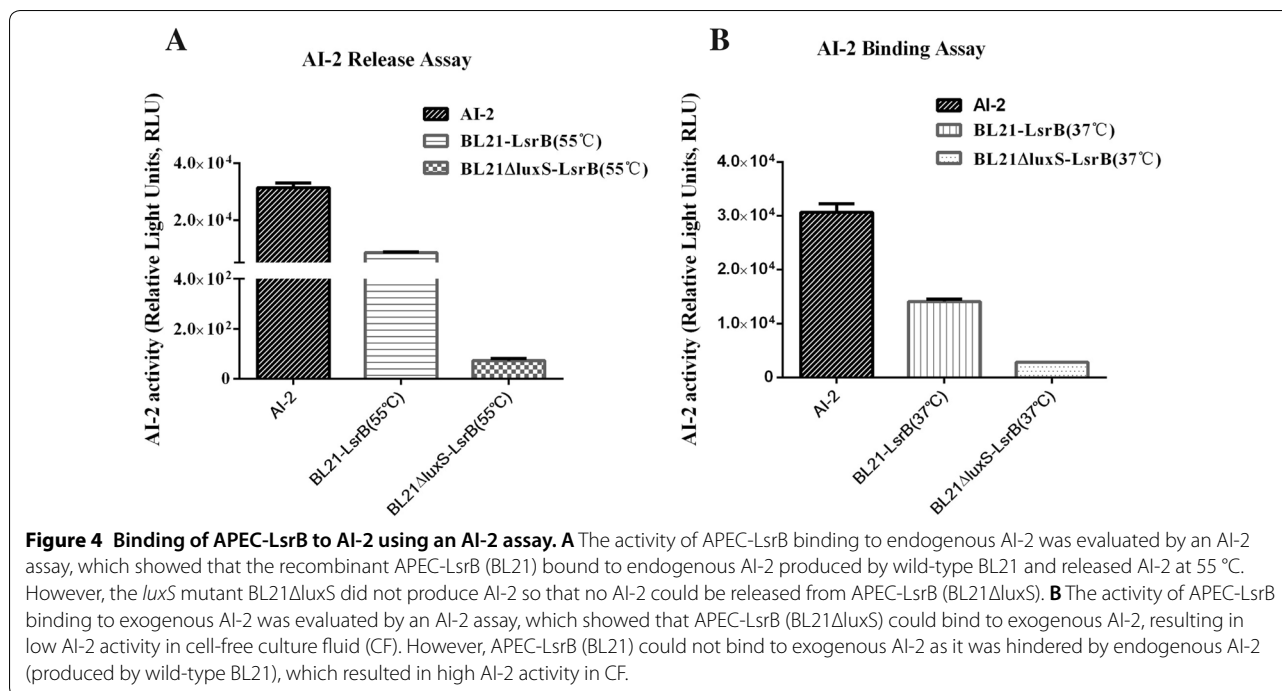 A
AI-2 Release Assay
AI-2
BL21-LsrB(55℃)
BL21ΔluxS-LsrB(55℃)
AI-2 activity (Relative Light Units, RLU)
4.0×10⁴
2.0×10⁴
4.0×10²
2.0×10²
0
AI-2
BL21-LsrB(55℃)
BL21ΔluxS-LsrB(55℃)
B
AI-2 Binding Assay
AI-2
BL21-LsrB(37℃)
BL21ΔluxS-LsrB(37℃)
AI-2 activity (Relative Light Units, RLU)
4.0×10⁴
3.0×10⁴
2.0×10⁴
1.0×10⁴
0
AI-2
BL21-LsrB(37℃)
BL21ΔluxS-LsrB(37℃)
Figure 4 Binding of APEC-LsrB to AI-2 using an AI-2 assay. A The activity of APEC-LsrB binding to endogenous AI-2 was evaluated by an AI-2
assay, which showed that the recombinant APEC-LsrB (BL21) bound to endogenous AI-2 produced by wild-type BL21 and released AI-2 at 55 °C.
However, the luxS mutant BL21ΔluxS did not produce AI-2 so that no AI-2 could be released from APEC-LsrB (BL21ΔluxS). B The activity of APEC-LsrB
binding to exogenous AI-2 was evaluated by an AI-2 assay, which showed that APEC-LsrB (BL21ΔluxS) could bind to exogenous AI-2, resulting in
low AI-2 activity in cell-free culture fluid (CF). However, APEC-LsrB (BL21) could not bind to exogenous AI-2 as it was hindered by endogenous AI-2
(produced by wild-type BL21), which resulted in high AI-2 activity in CF.